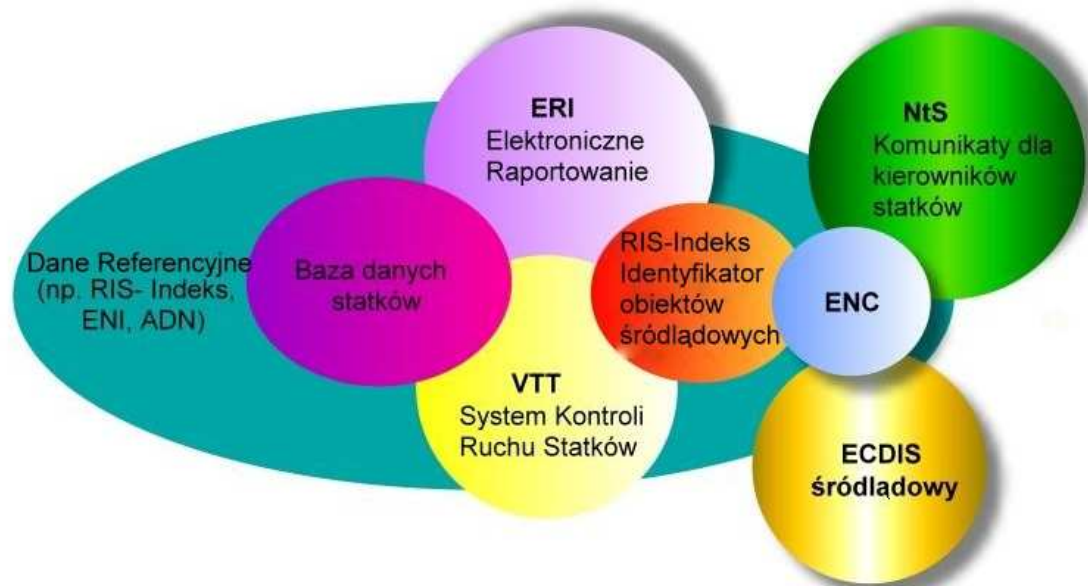 ERI
Elektroniczne
Raportowanie
NtS
Komunikaty dla
kierowników
statków
Dane Referencyjne
(np. RIS- Indeks,
ENI, ADN)
Baza danych
statków
RIS-Indeks
Identyfikator
obiektów
śródlądowych
ENC
VTT
System Kontroli
Ruchu Statków
ECDIS
śródlądowy